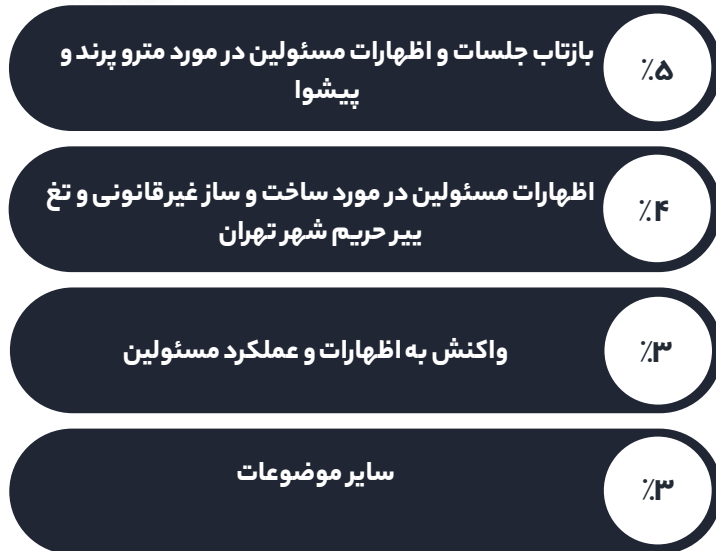 ٪۵
بازتاب جلسات و اظهارات مسئولین در مورد مترو پرند و
پیشوا
٪۴
اظهارات مسئولین در مورد ساخت و ساز غیرقانونی و تغ
ییر حریم شهر تهران
٪۳
واکنش به اظهارات و عملکرد مسئولین
٪۳
سایر موضوعات